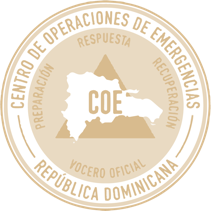 CENTRO DE OPERACIONES DE EMERGENCIAS
PREPARACIÓN
RESPUESTA
RECUPERACIÓN
COE
VOCERO OFICIAL
REPÚBLICA DOMINICANA